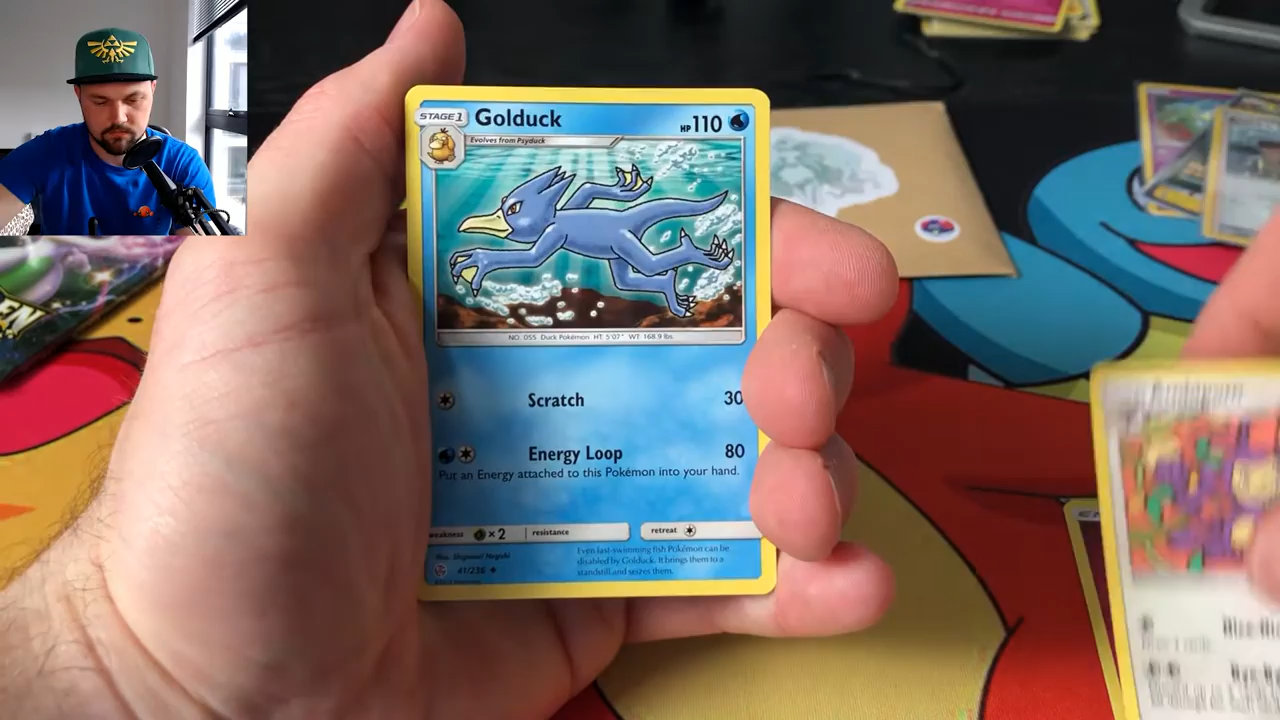 STAGE 1
Golduck
HP 110
Evolves from Psyduck
NO. 055 Duck Pokémon HT: 5'07" WT: 168.9 lbs.
Scratch 30
Energy Loop 80
Put an Energy attached to this Pokémon into your hand.
weakness ×2 resistance
retreat
Even fast-swimming fish Pokémon can be
disabled by Golduck. It brings them to a
standstill and seizes them.
41/236
Ambipom